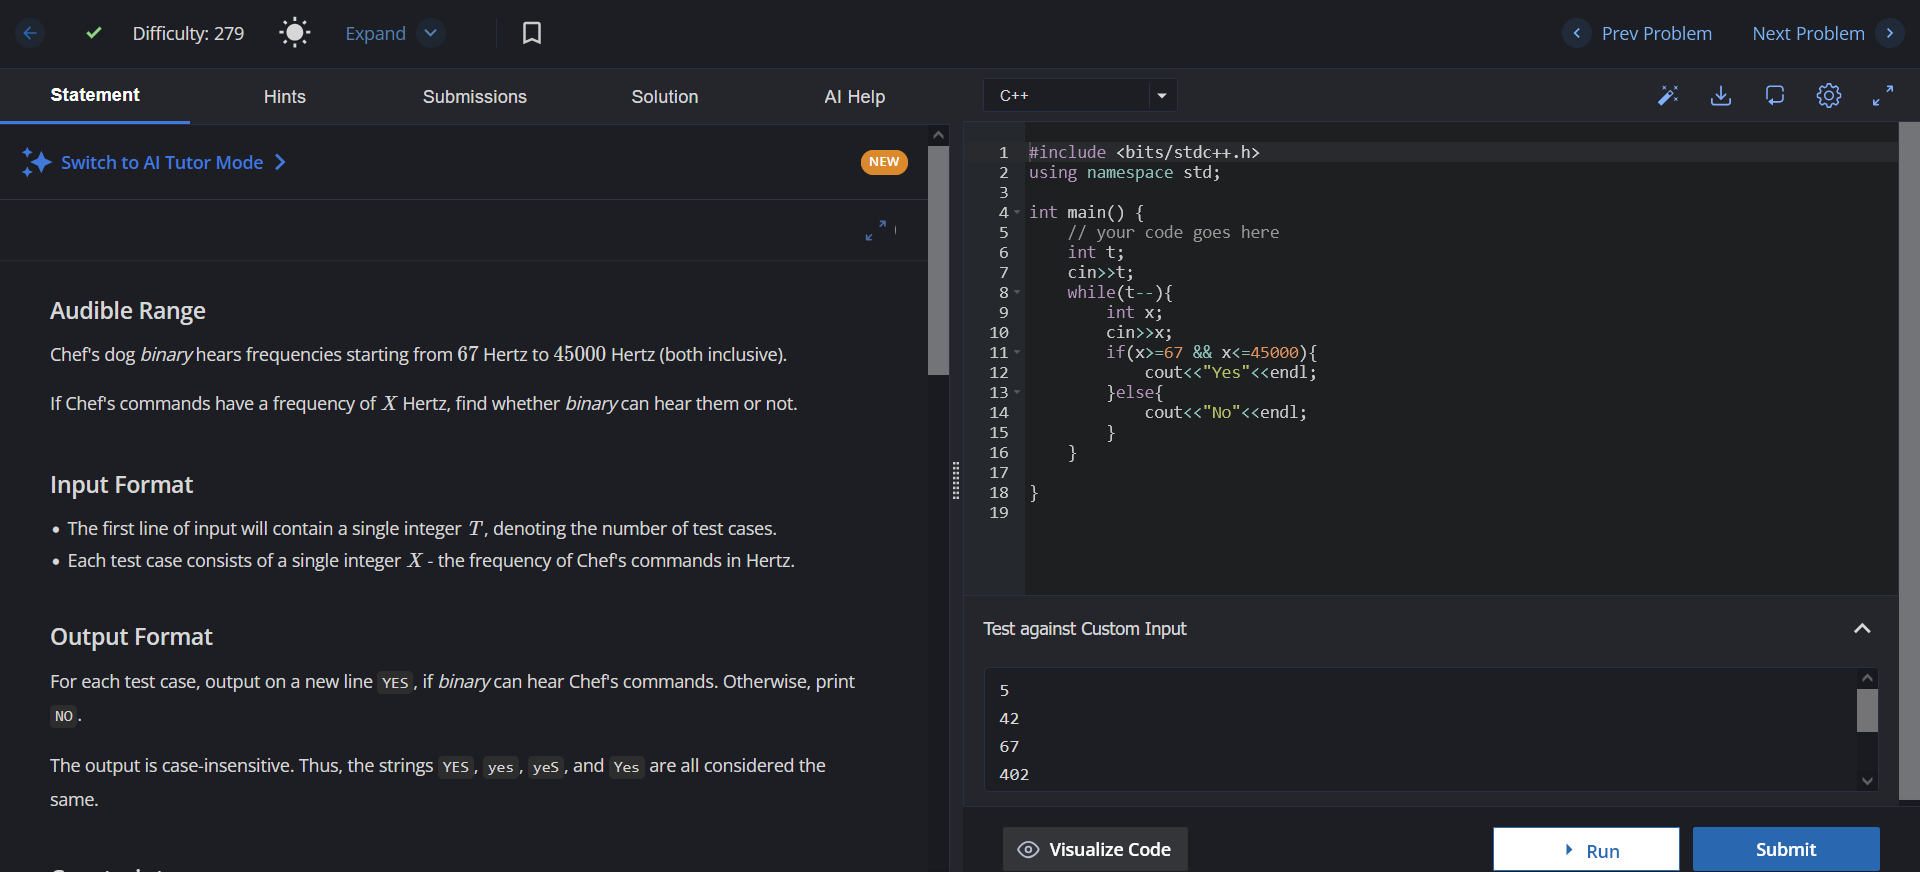 Difficulty: 279
Expand
Prev Problem
Next Problem
Statement
Hints
Submissions
Solution
AI Help
Switch to AI Tutor Mode
NEW
Audible Range
Chef's dog binary hears frequencies starting from 67 Hertz to 45000 Hertz (both inclusive).
If Chef's commands have a frequency of X Hertz, find whether binary can hear them or not.
Input Format
• The first line of input will contain a single integer T, denoting the number of test cases.
• Each test case consists of a single integer X - the frequency of Chef's commands in Hertz.
Output Format
For each test case, output on a new line YES, if binary can hear Chef's commands. Otherwise, print
NO.
The output is case-insensitive. Thus, the strings YES, yes, yeS, and Yes are all considered the
same.
C++
1 #include <bits/stdc++.h>
2 using namespace std;
3
4 int main() {
5 // your code goes here
6 int t;
7 cin>>t;
8 while(t--){
9 int x;
10 cin>>x;
11 if(x>=67 && x<=45000){
12 cout<<"Yes"<<endl;
13 }else{
14 cout<<"No"<<endl;
15 }
16 }
17
18 }
19
Test against Custom Input
5
42
67
402
Visualize Code
Run
Submit